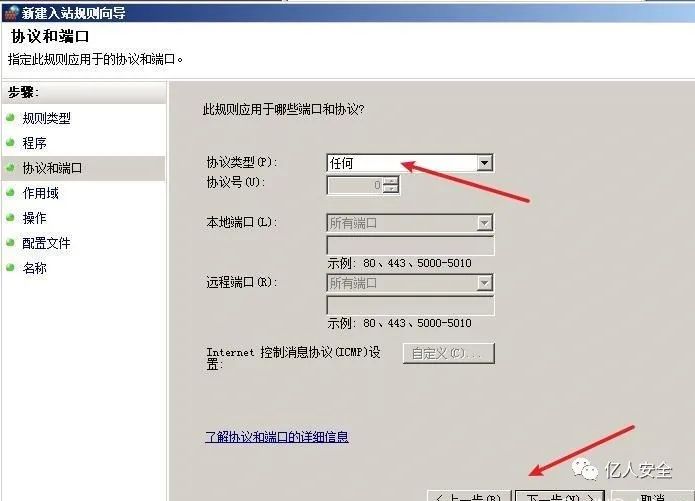 新建入站规则向导
协议和端口
指定此规则应用于的协议和端口。
步骤:
规则类型
程序
协议和端口
作用域
操作
配置文件
名称
此规则应用于哪些端口和协议?
协议类型(P): 任何
协议号(U): 0
本地端口(L): 所有端口
示例: 80、443、5000-5010
远程端口(R): 所有端口
示例: 80、443、5000-5010
Internet 控制消息协议(ICMP)设
置:
自定义(C)...
了解协议和端口的详细信息
亿人安全
< 上一步(B) 下一步(N) > 取消